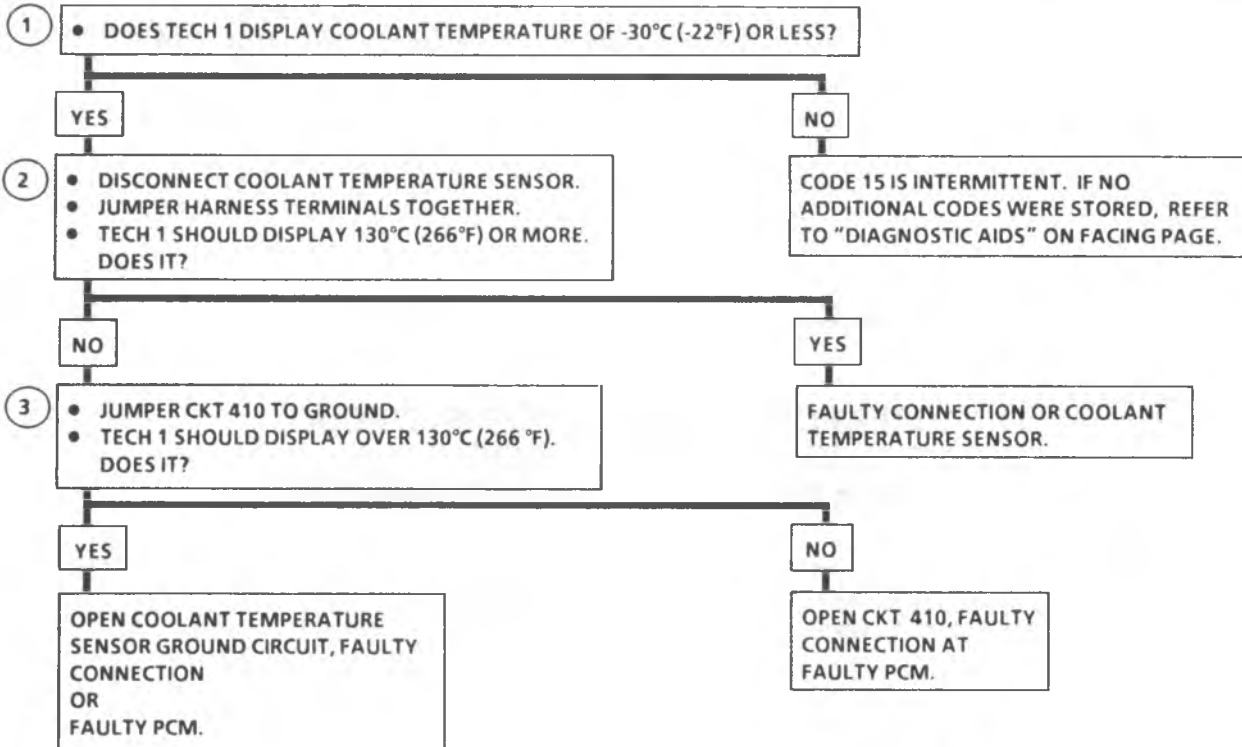 1
• DOES TECH 1 DISPLAY COOLANT TEMPERATURE OF -30°C (-22°F) OR LESS?
YES
NO
2
• DISCONNECT COOLANT TEMPERATURE SENSOR.
• JUMPER HARNESS TERMINALS TOGETHER.
• TECH 1 SHOULD DISPLAY 130°C (266°F) OR MORE.
DOES IT?
CODE 15 IS INTERMITTENT. IF NO
ADDITIONAL CODES WERE STORED, REFER
TO "DIAGNOSTIC AIDS" ON FACING PAGE.
NO
YES
3
• JUMPER CKT 410 TO GROUND.
• TECH 1 SHOULD DISPLAY OVER 130°C (266 °F).
DOES IT?
FAULTY CONNECTION OR COOLANT
TEMPERATURE SENSOR.
YES
NO
OPEN COOLANT TEMPERATURE
SENSOR GROUND CIRCUIT, FAULTY
CONNECTION
OR
FAULTY PCM.
OPEN CKT 410, FAULTY
CONNECTION AT
FAULTY PCM.